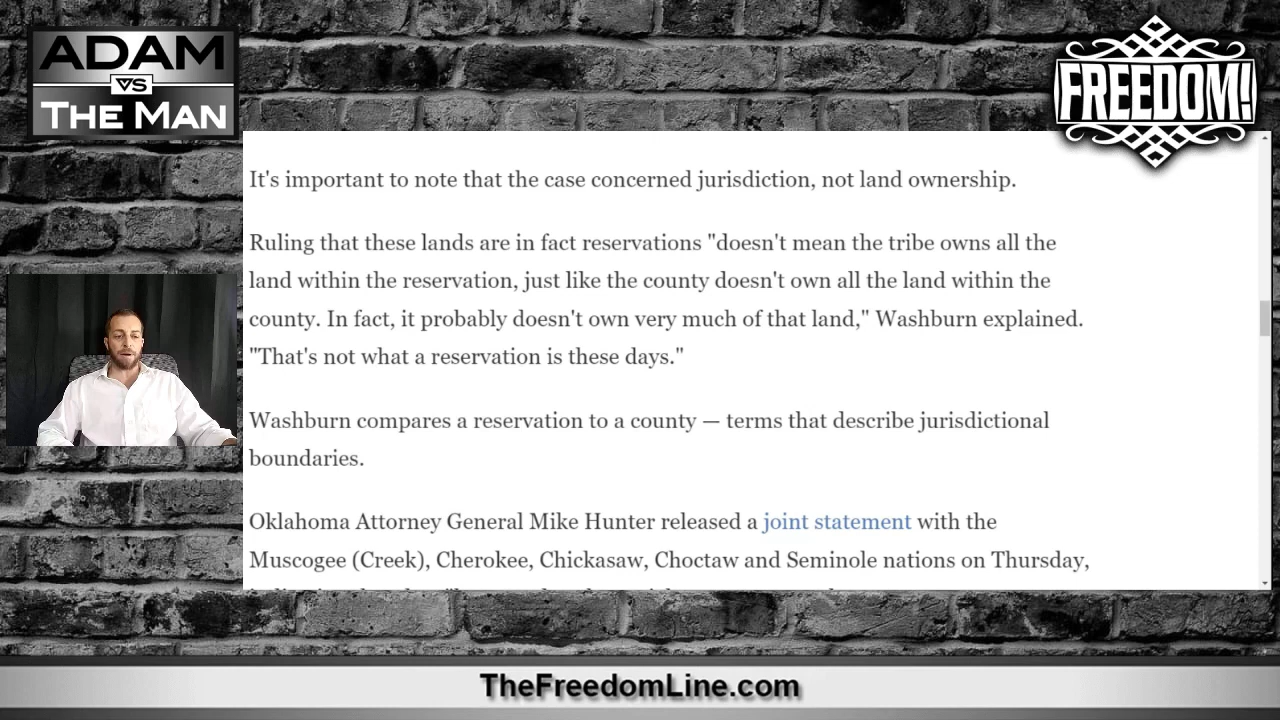 ADAM
VS
THE MAN
FREEDOM!
It's important to note that the case concerned jurisdiction, not land ownership.
Ruling that these lands are in fact reservations "doesn't mean the tribe owns all the
land within the reservation, just like the county doesn't own all the land within the
county. In fact, it probably doesn't own very much of that land," Washburn explained.
"That's not what a reservation is these days."
Washburn compares a reservation to a county — terms that describe jurisdictional
boundaries.
Oklahoma Attorney General Mike Hunter released a joint statement with the
Muscogee (Creek), Cherokee, Chickasaw, Choctaw and Seminole nations on Thursday,
TheFreedomLine.com